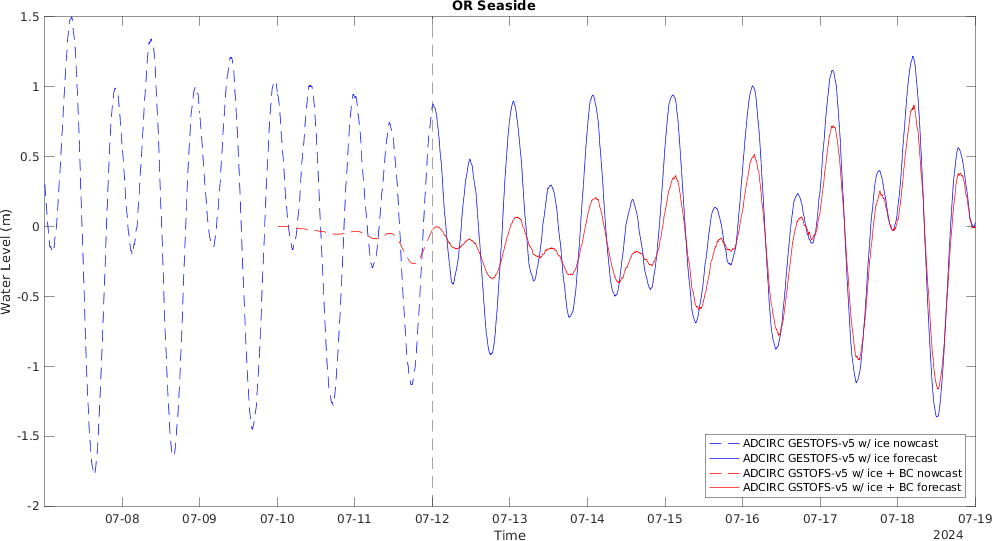 OR Seaside
1.5
1
0.5
0
-0.5
-1
-1.5
-2
Water Level (m)
ADCIRC GESTOFS-v5 w/ ice nowcast
ADCIRC GESTOFS-v5 w/ ice forecast
ADCIRC GSTOFS-v5 w/ ice + BC nowcast
ADCIRC GSTOFS-v5 w/ ice + BC forecast
07-08 07-09 07-10 07-11 07-12 07-13 07-14 07-15 07-16 07-17 07-18 07-19
Time
2024